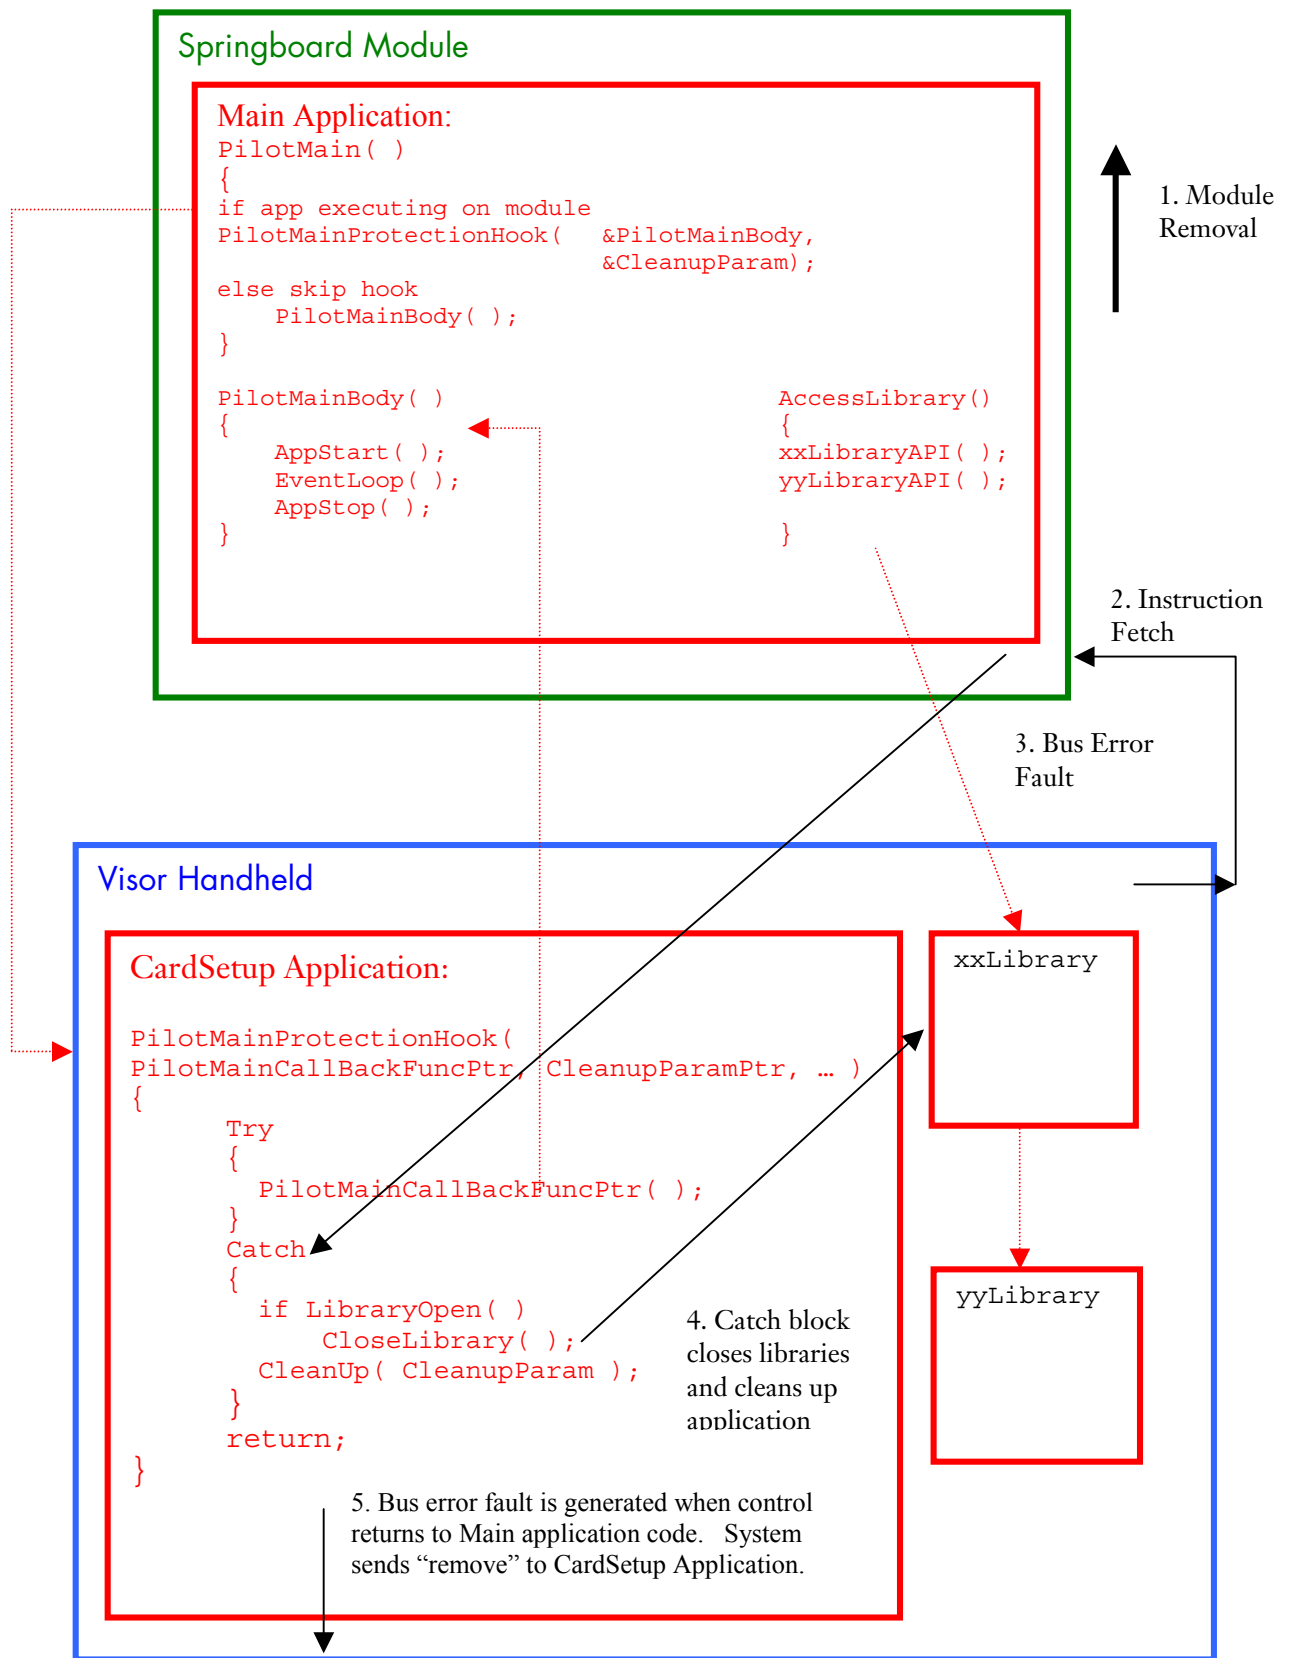 Springboard Module
Main Application:
PilotMain( )
{
if app executing on module
PilotMainProtectionHook( &PilotMainBody,
&CleanupParam);
else skip hook
PilotMainBody( );
}
PilotMainBody( )
{
AppStart( );
EventLoop( );
AppStop( );
}
AccessLibrary()
{
xxLibraryAPI( );
yyLibraryAPI( );
}
1. Module
Removal
2. Instruction
Fetch
3. Bus Error
Fault
Visor Handheld
CardSetup Application:
PilotMainProtectionHook(
PilotMainCallBackFuncPtr, CleanupParamPtr, … )
{
Try
{
PilotMainCallBackFuncPtr( );
}
Catch
{
if LibraryOpen( )
CloseLibrary( );
CleanUp( CleanupParam );
}
return;
}
xxLibrary
yyLibrary
4. Catch block
closes libraries
and cleans up
application
5. Bus error fault is generated when control
returns to Main application code. System
sends “remove” to CardSetup Application.